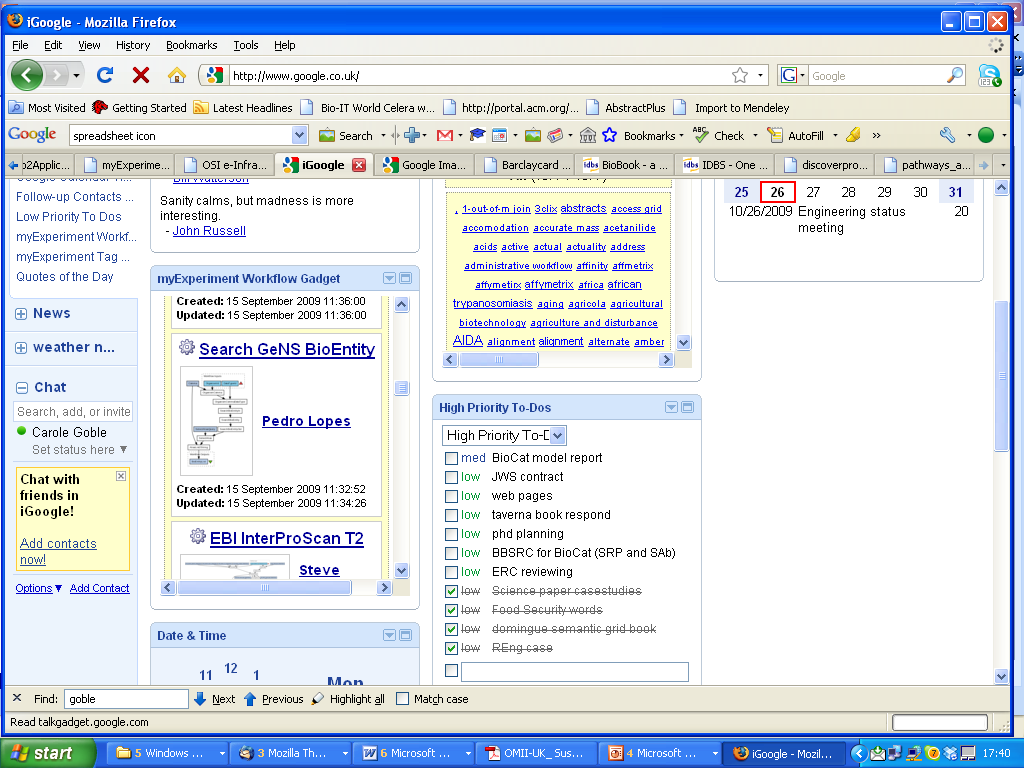 iGoogle - Mozilla Firefox
File Edit View History Bookmarks Tools Help
http://www.google.co.uk/
Google
Most Visited Getting Started Latest Headlines Bio-IT World Celera w... http://portal.acm.org/... AbstractPlus Import to Mendeley
Google spreadsheet icon Search Bookmarks Check AutoFill
o2Applic... myExperime... OSI e-Infra... iGoogle Google Ima... Barclaycard ... BioBook - a ... IDBS - One ... discoverpro... pathways_a...
Follow-up Contacts ...
Low Priority To Dos
myExperiment Workf...
myExperiment Tag ...
Quotes of the Day
News
weather n...
Chat
Search, add, or invite
Carole Goble
Set status here
Chat with
friends in
iGoogle!
Add contacts
now!
Options Add Contact
Bill Watterson
Sanity calms, but madness is more
interesting.
- John Russell
myExperiment Workflow Gadget
Created: 15 September 2009 11:36:00
Updated: 15 September 2009 11:36:00
Search GeNS BioEntity
Pedro Lopes
Created: 15 September 2009 11:32:52
Updated: 15 September 2009 11:34:26
EBI InterProScan T2
Steve
Date & Time
11 12 1
Mon
, 1-out-of-m join 3clix abstracts access grid
accomodation accurate mass acetanilide
acids active actual actuality address
administrative workflow affinity affmetrix
affymetirx affymetrix africa african
trypanosomiasis aging agricola agricultural
biotechnology agriculture and disturbance
AIDA alignment alignment alternate amber
High Priority To-Dos
High Priority To-D
med BioCat model report
low JWS contract
low web pages
low taverna book respond
low phd planning
low BBSRC for BioCat (SRP and SAb)
low ERC reviewing
low Science paper casestudies
low Food Security words
low domingue semantic grid book
low REng case
25 26 27 28 29 30 31
10/26/2009 Engineering status 20
meeting
Find: goble Next Previous Highlight all Match case
Read talkgadget.google.com
start 5 Windows ... 3 Mozilla Th... 6 Microsoft ... OMII-UK_ Sus... 4 Microsoft ... iGoogle - Mozil... 17:40